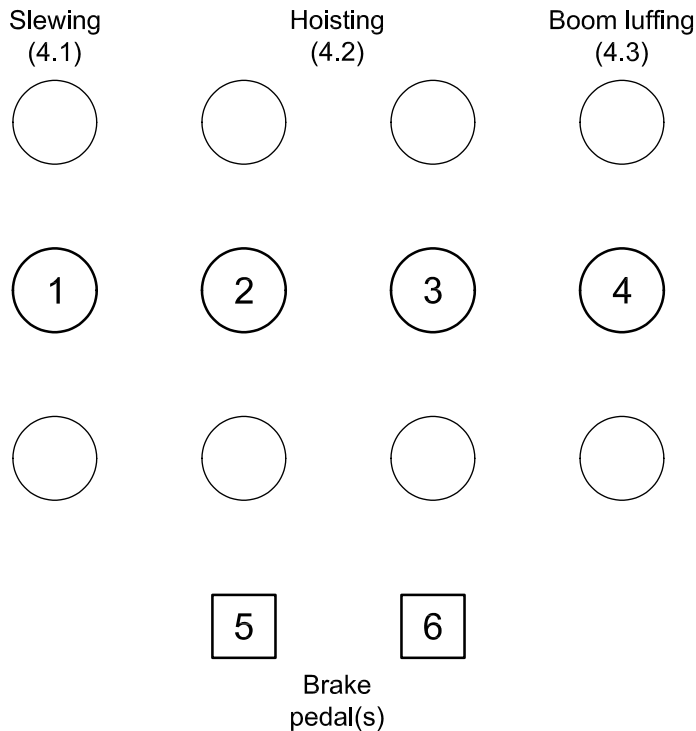 Slewing
(4.1)
Hoisting
(4.2)
Boom luffing
(4.3)
1
2
3
4
5
6
Brake
pedal(s)